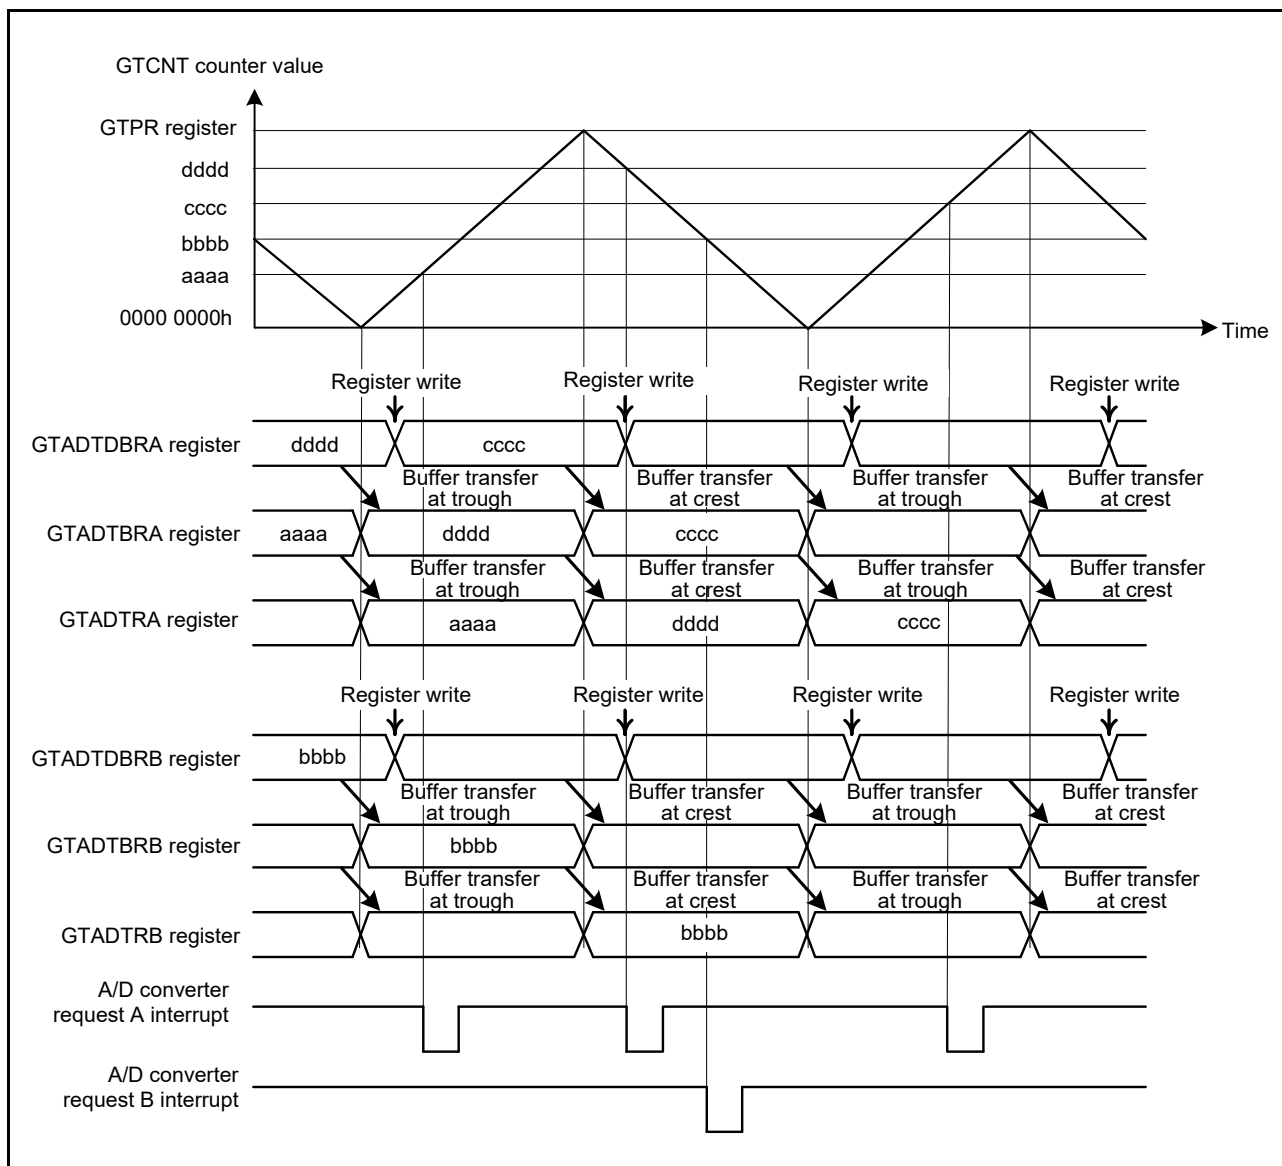 GTCNT counter value
GTPR register
dddd
cccc
bbbb
aaaa
0000 0000h
Time
Register write Register write Register write Register write
GTADTDBRA register dddd cccc
Buffer transfer Buffer transfer Buffer transfer Buffer transfer
at trough at crest at trough at crest
GTADTBRA register aaaa dddd cccc
Buffer transfer Buffer transfer Buffer transfer Buffer transfer
at trough at crest at trough at crest
GTADTRA register aaaa dddd cccc
Register write Register write Register write Register write
GTADTDBRB register bbbb
Buffer transfer Buffer transfer Buffer transfer Buffer transfer
at trough at crest at trough at crest
GTADTBRB register bbbb
Buffer transfer Buffer transfer Buffer transfer Buffer transfer
at trough at crest at trough at crest
GTADTRB register bbbb
A/D converter
request A interrupt
A/D converter
request B interrupt